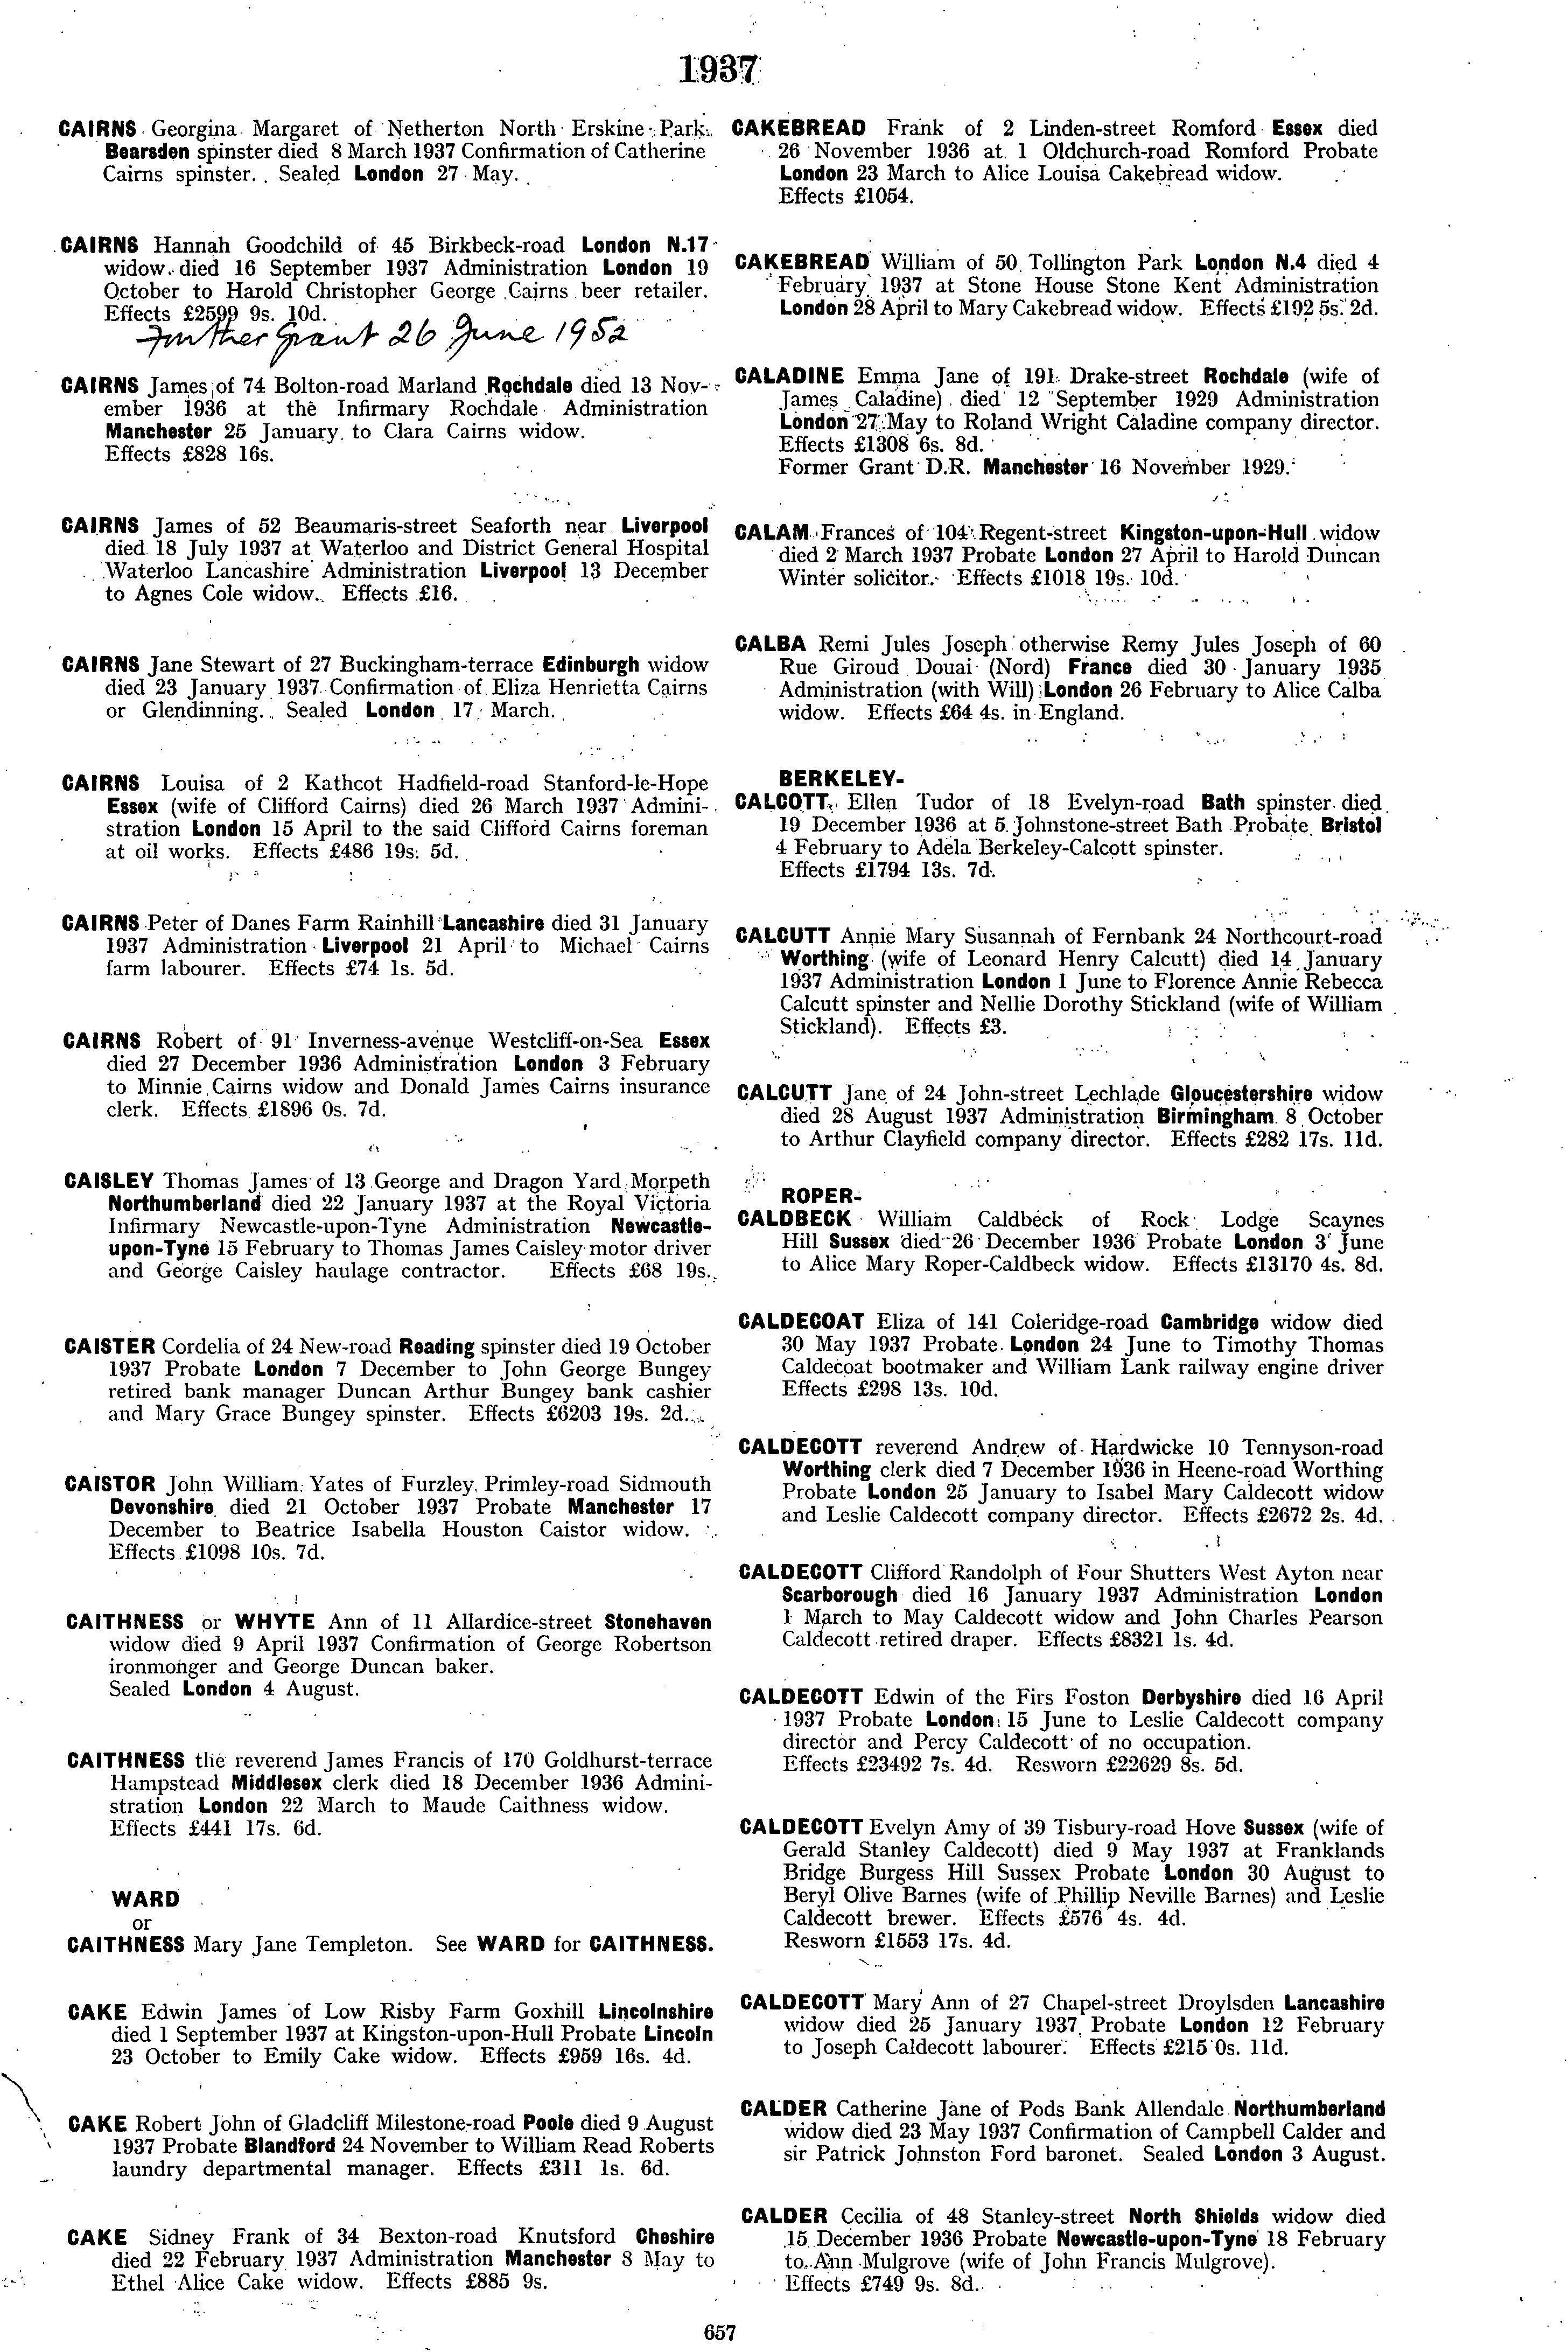 1937
CAIRNS Georgina Margaret of Netherton North Erskine Park
Bearsden spinster died 8 March 1937 Confirmation of Catherine
Cairns spinster. Sealed London 27 May.
CAIRNS Hannah Goodchild of 45 Birkbeck-road London N.17
widow died 16 September 1937 Administration London 19
October to Harold Christopher George Cairns beer retailer.
Effects £2599 9s. 10d.
Further Grant 26 June 1952
CAIRNS James of 74 Bolton-road Marland Rochdale died 13 Nov-
ember 1936 at the Infirmary Rochdale Administration
Manchester 25 January to Clara Cairns widow.
Effects £828 16s.
CAIRNS James of 52 Beaumaris-street Seaforth near Liverpool
died 18 July 1937 at Waterloo and District General Hospital
Waterloo Lancashire Administration Liverpool 13 December
to Agnes Cole widow. Effects £16.
CAIRNS Jane Stewart of 27 Buckingham-terrace Edinburgh widow
died 23 January 1937 Confirmation of Eliza Henrietta Cairns
or Glendinning. Sealed London 17 March.
CAIRNS Louisa of 2 Kathcot Hadfield-road Stanford-le-Hope
Essex (wife of Clifford Cairns) died 26 March 1937 Admini-
stration London 15 April to the said Clifford Cairns foreman
at oil works. Effects £486 19s. 5d.
CAIRNS Peter of Danes Farm Rainhill Lancashire died 31 January
1937 Administration Liverpool 21 April to Michael Cairns
farm labourer. Effects £74 1s. 5d.
CAIRNS Robert of 91 Inverness-avenue Westcliff-on-Sea Essex
died 27 December 1936 Administration London 3 February
to Minnie Cairns widow and Donald James Cairns insurance
clerk. Effects £1896 0s. 7d.
CAISLEY Thomas James of 13 George and Dragon Yard Morpeth
Northumberland died 22 January 1937 at the Royal Victoria
Infirmary Newcastle-upon-Tyne Administration Newcastle-
upon-Tyne 15 February to Thomas James Caisley motor driver
and George Caisley haulage contractor. Effects £68 19s.
CAISTER Cordelia of 24 New-road Reading spinster died 19 October
1937 Probate London 7 December to John George Bungey
retired bank manager Duncan Arthur Bungey bank cashier
and Mary Grace Bungey spinster. Effects £6203 19s. 2d.
CAISTOR John William Yates of Furzley Primley-road Sidmouth
Devonshire died 21 October 1937 Probate Manchester 17
December to Beatrice Isabella Houston Caistor widow.
Effects £1098 10s. 7d.
CAITHNESS or WHYTE Ann of 11 Allardice-street Stonehaven
widow died 9 April 1937 Confirmation of George Robertson
ironmonger and George Duncan baker.
Sealed London 4 August.
CAITHNESS the reverend James Francis of 170 Goldhurst-terrace
Hampstead Middlesex clerk died 18 December 1936 Admini-
stration London 22 March to Maude Caithness widow.
Effects £441 17s. 6d.
WARD
or
CAITHNESS Mary Jane Templeton. See WARD for CAITHNESS.
CAKE Edwin James of Low Risby Farm Goxhill Lincolnshire
died 1 September 1937 at Kingston-upon-Hull Probate Lincoln
23 October to Emily Cake widow. Effects £959 16s. 4d.
CAKE Robert John of Gladcliff Milestone-road Poole died 9 August
1937 Probate Blandford 24 November to William Read Roberts
laundry departmental manager. Effects £311 1s. 6d.
CAKE Sidney Frank of 34 Bexton-road Knutsford Cheshire
died 22 February 1937 Administration Manchester 8 May to
Ethel Alice Cake widow. Effects £885 9s.
CAKEBREAD Frank of 2 Linden-street Romford Essex died
26 November 1936 at 1 Oldchurch-road Romford Probate
London 23 March to Alice Louisa Cakebread widow.
Effects £1054.
CAKEBREAD William of 50 Tollington Park London N.4 died 4
February 1937 at Stone House Stone Kent Administration
London 28 April to Mary Cakebread widow. Effects £192 5s. 2d.
CALADINE Emma Jane of 191 Drake-street Rochdale (wife of
James Caladine) died 12 September 1929 Administration
London 27 May to Roland Wright Caladine company director.
Effects £1308 6s. 8d.
Former Grant D.R. Manchester 16 November 1929.
CALAM Frances of 104 Regent-street Kingston-upon-Hull widow
died 2 March 1937 Probate London 27 April to Harold Duncan
Winter solicitor. Effects £1018 19s. 10d.
CALBA Remi Jules Joseph otherwise Remy Jules Joseph of 60
Rue Giroud Douai (Nord) France died 30 January 1935
Administration (with Will) London 26 February to Alice Calba
widow. Effects £64 4s. in England.
BERKELEY-
CALCOTT Ellen Tudor of 18 Evelyn-road Bath spinster died
19 December 1936 at 5 Johnstone-street Bath Probate Bristol
4 February to Adela Berkeley-Calcott spinster.
Effects £1794 13s. 7d.
CALCUTT Annie Mary Susannah of Fernbank 24 Northcourt-road
Worthing (wife of Leonard Henry Calcutt) died 14 January
1937 Administration London 1 June to Florence Annie Rebecca
Calcutt spinster and Nellie Dorothy Stickland (wife of William
Stickland). Effects £3.
CALCUTT Jane of 24 John-street Lechlade Gloucestershire widow
died 28 August 1937 Administration Birmingham 8 October
to Arthur Clayfield company director. Effects £282 17s. 11d.
ROPER-
CALDBECK William Caldbeck of Rock Lodge Scaynes
Hill Sussex died 26 December 1936 Probate London 3 June
to Alice Mary Roper-Caldbeck widow. Effects £13170 4s. 8d.
CALDECOAT Eliza of 141 Coleridge-road Cambridge widow died
30 May 1937 Probate London 24 June to Timothy Thomas
Caldecoat bootmaker and William Lank railway engine driver
Effects £298 13s. 10d.
CALDECOTT reverend Andrew of Hardwicke 10 Tennyson-road
Worthing clerk died 7 December 1936 in Heene-road Worthing
Probate London 25 January to Isabel Mary Caldecott widow
and Leslie Caldecott company director. Effects £2672 2s. 4d.
CALDECOTT Clifford Randolph of Four Shutters West Ayton near
Scarborough died 16 January 1937 Administration London
1 March to May Caldecott widow and John Charles Pearson
Caldecott retired draper. Effects £8321 1s. 4d.
CALDECOTT Edwin of the Firs Foston Derbyshire died 16 April
1937 Probate London 15 June to Leslie Caldecott company
director and Percy Caldecott of no occupation.
Effects £23492 7s. 4d. Resworn £22629 8s. 5d.
CALDECOTT Evelyn Amy of 39 Tisbury-road Hove Sussex (wife of
Gerald Stanley Caldecott) died 9 May 1937 at Franklands
Bridge Burgess Hill Sussex Probate London 30 August to
Beryl Olive Barnes (wife of Phillip Neville Barnes) and Leslie
Caldecott brewer. Effects £576 4s. 4d.
Resworn £1553 17s. 4d.
CALDECOTT Mary Ann of 27 Chapel-street Droylsden Lancashire
widow died 25 January 1937 Probate London 12 February
to Joseph Caldecott labourer. Effects £215 0s. 11d.
CALDER Catherine Jane of Pods Bank Allendale Northumberland
widow died 23 May 1937 Confirmation of Campbell Calder and
sir Patrick Johnston Ford baronet. Sealed London 3 August.
CALDER Cecilia of 48 Stanley-street North Shields widow died
15 December 1936 Probate Newcastle-upon-Tyne 18 February
to Ann Mulgrove (wife of John Francis Mulgrove).
Effects £749 9s. 8d.
657